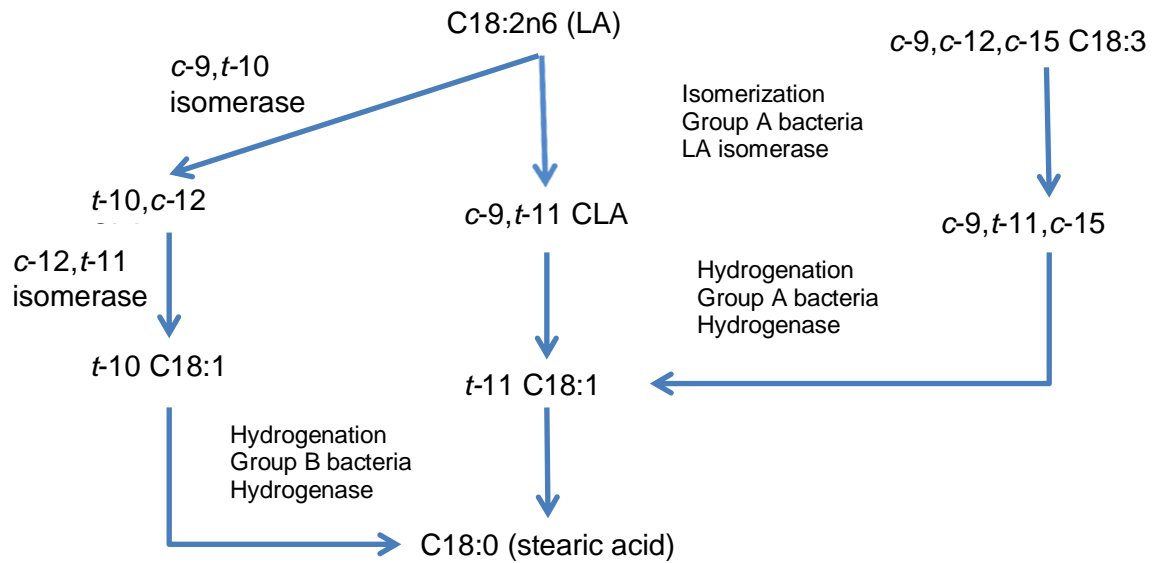 C18:2n6 (LA)
c-9,c-12,c-15 C18:3
c-9,t-10
isomerase
Isomerization
Group A bacteria
LA isomerase
t-10,c-12
c-9,t-11 CLA
c-9,t-11,c-15
c-12,t-11
isomerase
Hydrogenation
Group A bacteria
Hydrogenase
t-10 C18:1
t-11 C18:1
Hydrogenation
Group B bacteria
Hydrogenase
C18:0 (stearic acid)